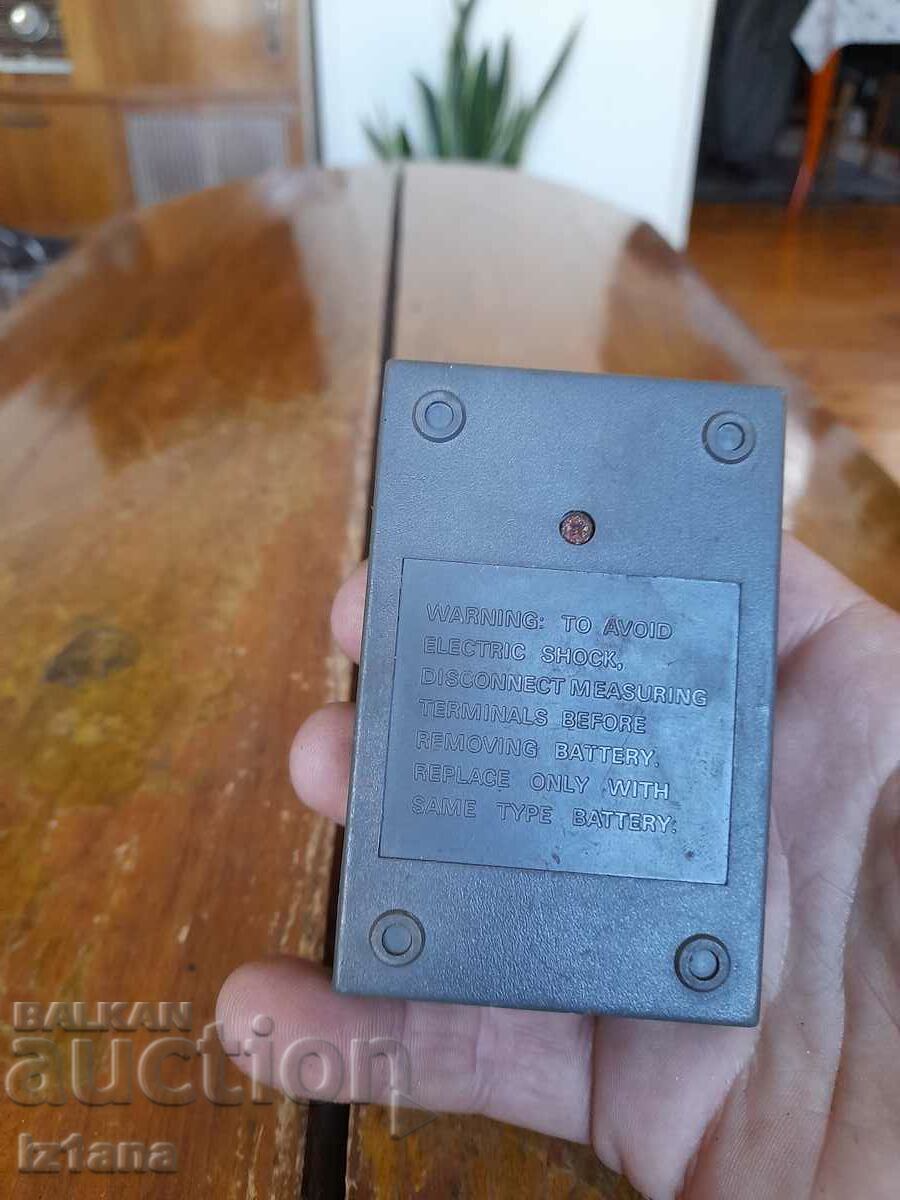 WARNING: TO AVOID
ELECTRIC SHOCK,
DISCONNECT MEASURING
TERMINALS BEFORE
REMOVING BATTERY.
REPLACE ONLY WITH
SAME TYPE BATTERY.
BALKAN
auction
iz1ana